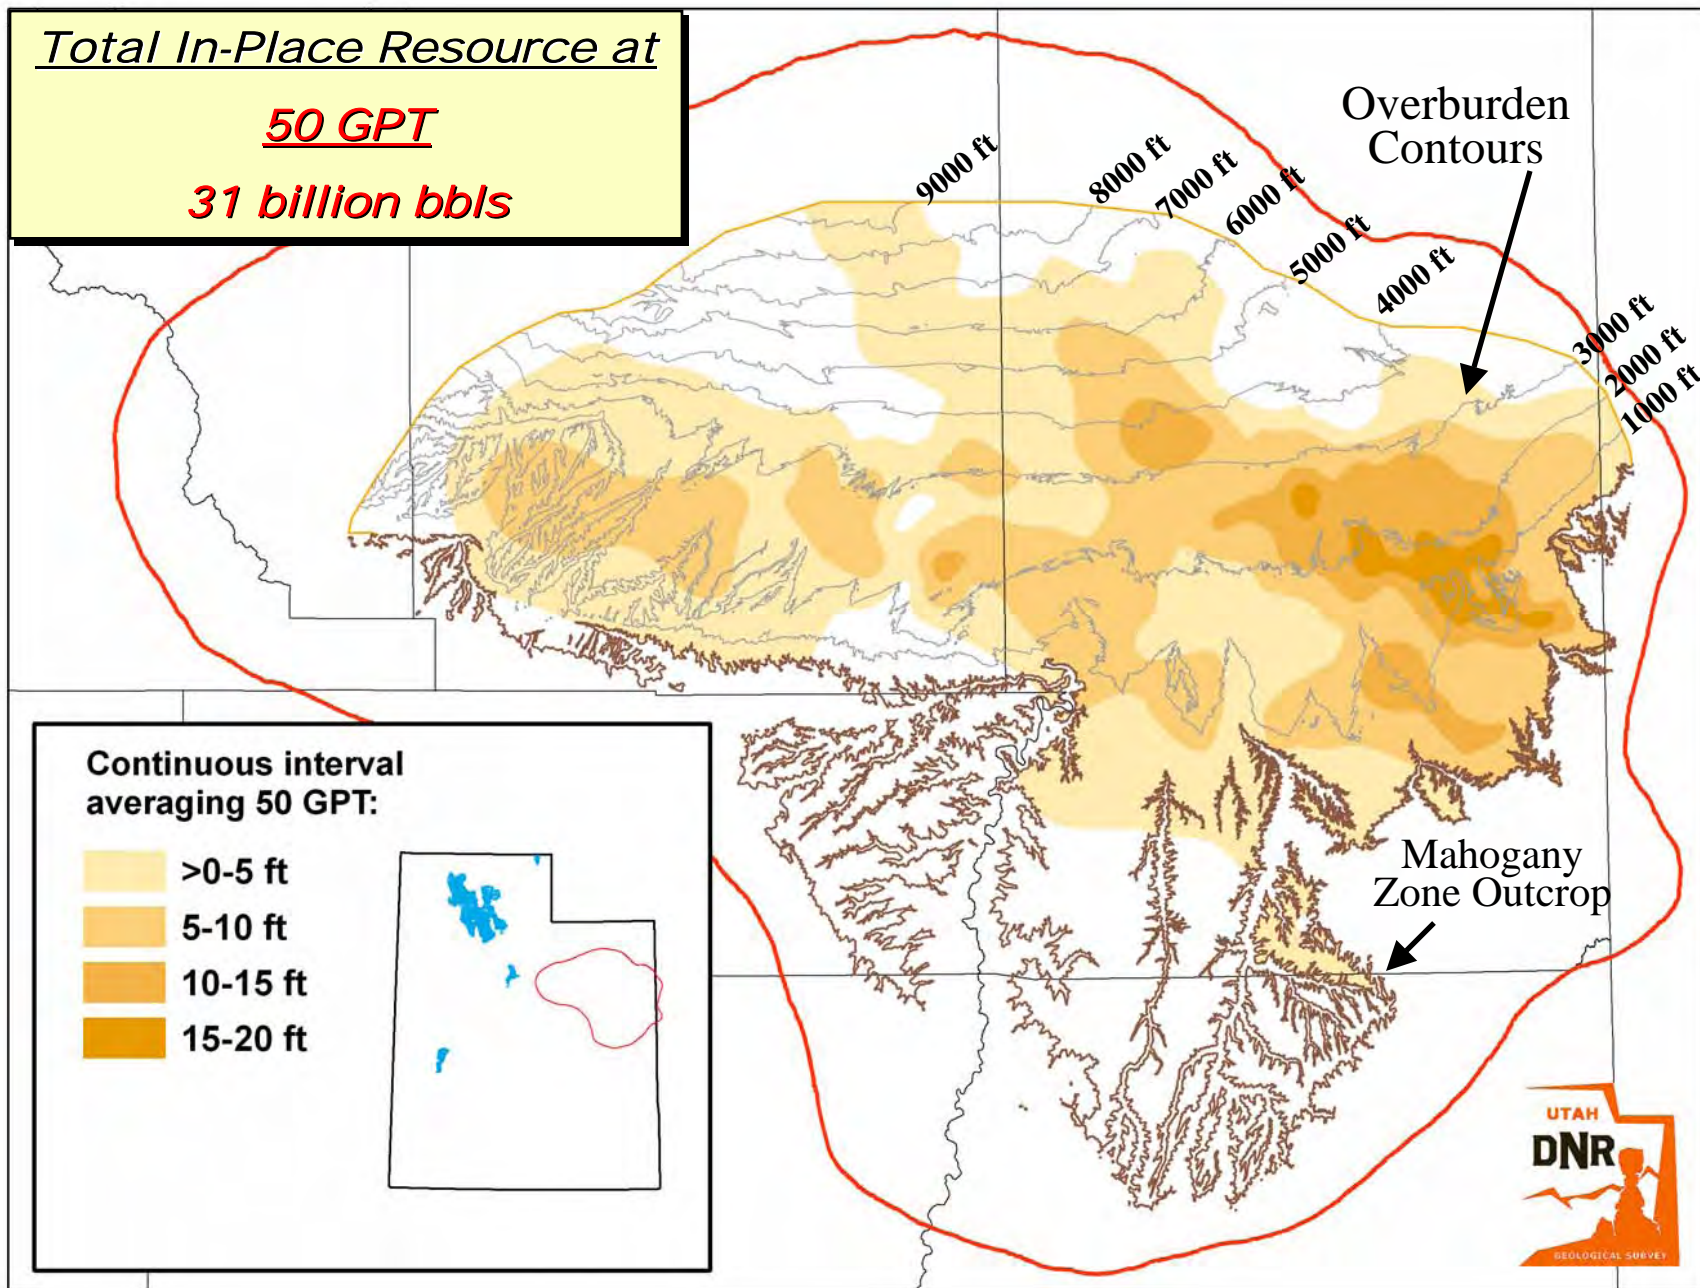 Total In-Place Resource at
50 GPT
31 billion bbls
Overburden
Contours
9000 ft
8000 ft
7000 ft
6000 ft
5000 ft
4000 ft
3000 ft
2000 ft
1000 ft
Continuous interval
averaging 50 GPT:
>0-5 ft
5-10 ft
10-15 ft
15-20 ft
Mahogany
Zone Outcrop
UTAH
DNR
GEOLOGICAL SURVEY